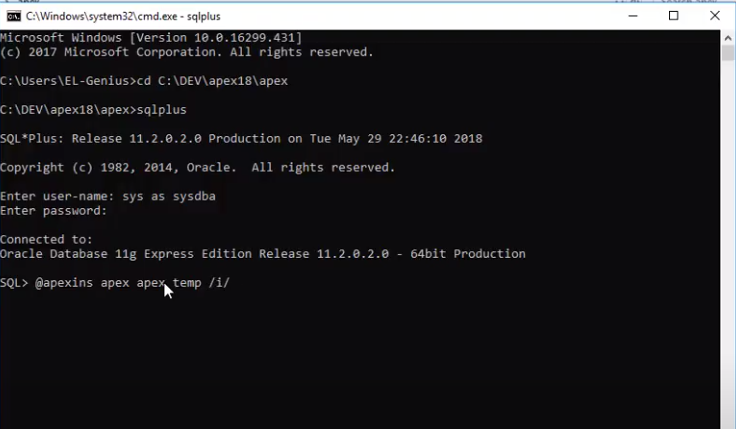 C:\Windows\system32\cmd.exe - sqlplus
Microsoft Windows [Version 10.0.16299.431]
(c) 2017 Microsoft Corporation. All rights reserved.
C:\Users\EL-Genius>cd C:\DEV\apex18\apex
C:\DEV\apex18\apex>sqlplus
SQL*Plus: Release 11.2.0.2.0 Production on Tue May 29 22:46:10 2018
Copyright (c) 1982, 2014, Oracle.  All rights reserved.
Enter user-name: sys as sysdba
Enter password:
Connected to:
Oracle Database 11g Express Edition Release 11.2.0.2.0 - 64bit Production
SQL> @apexins apex apex temp /i/